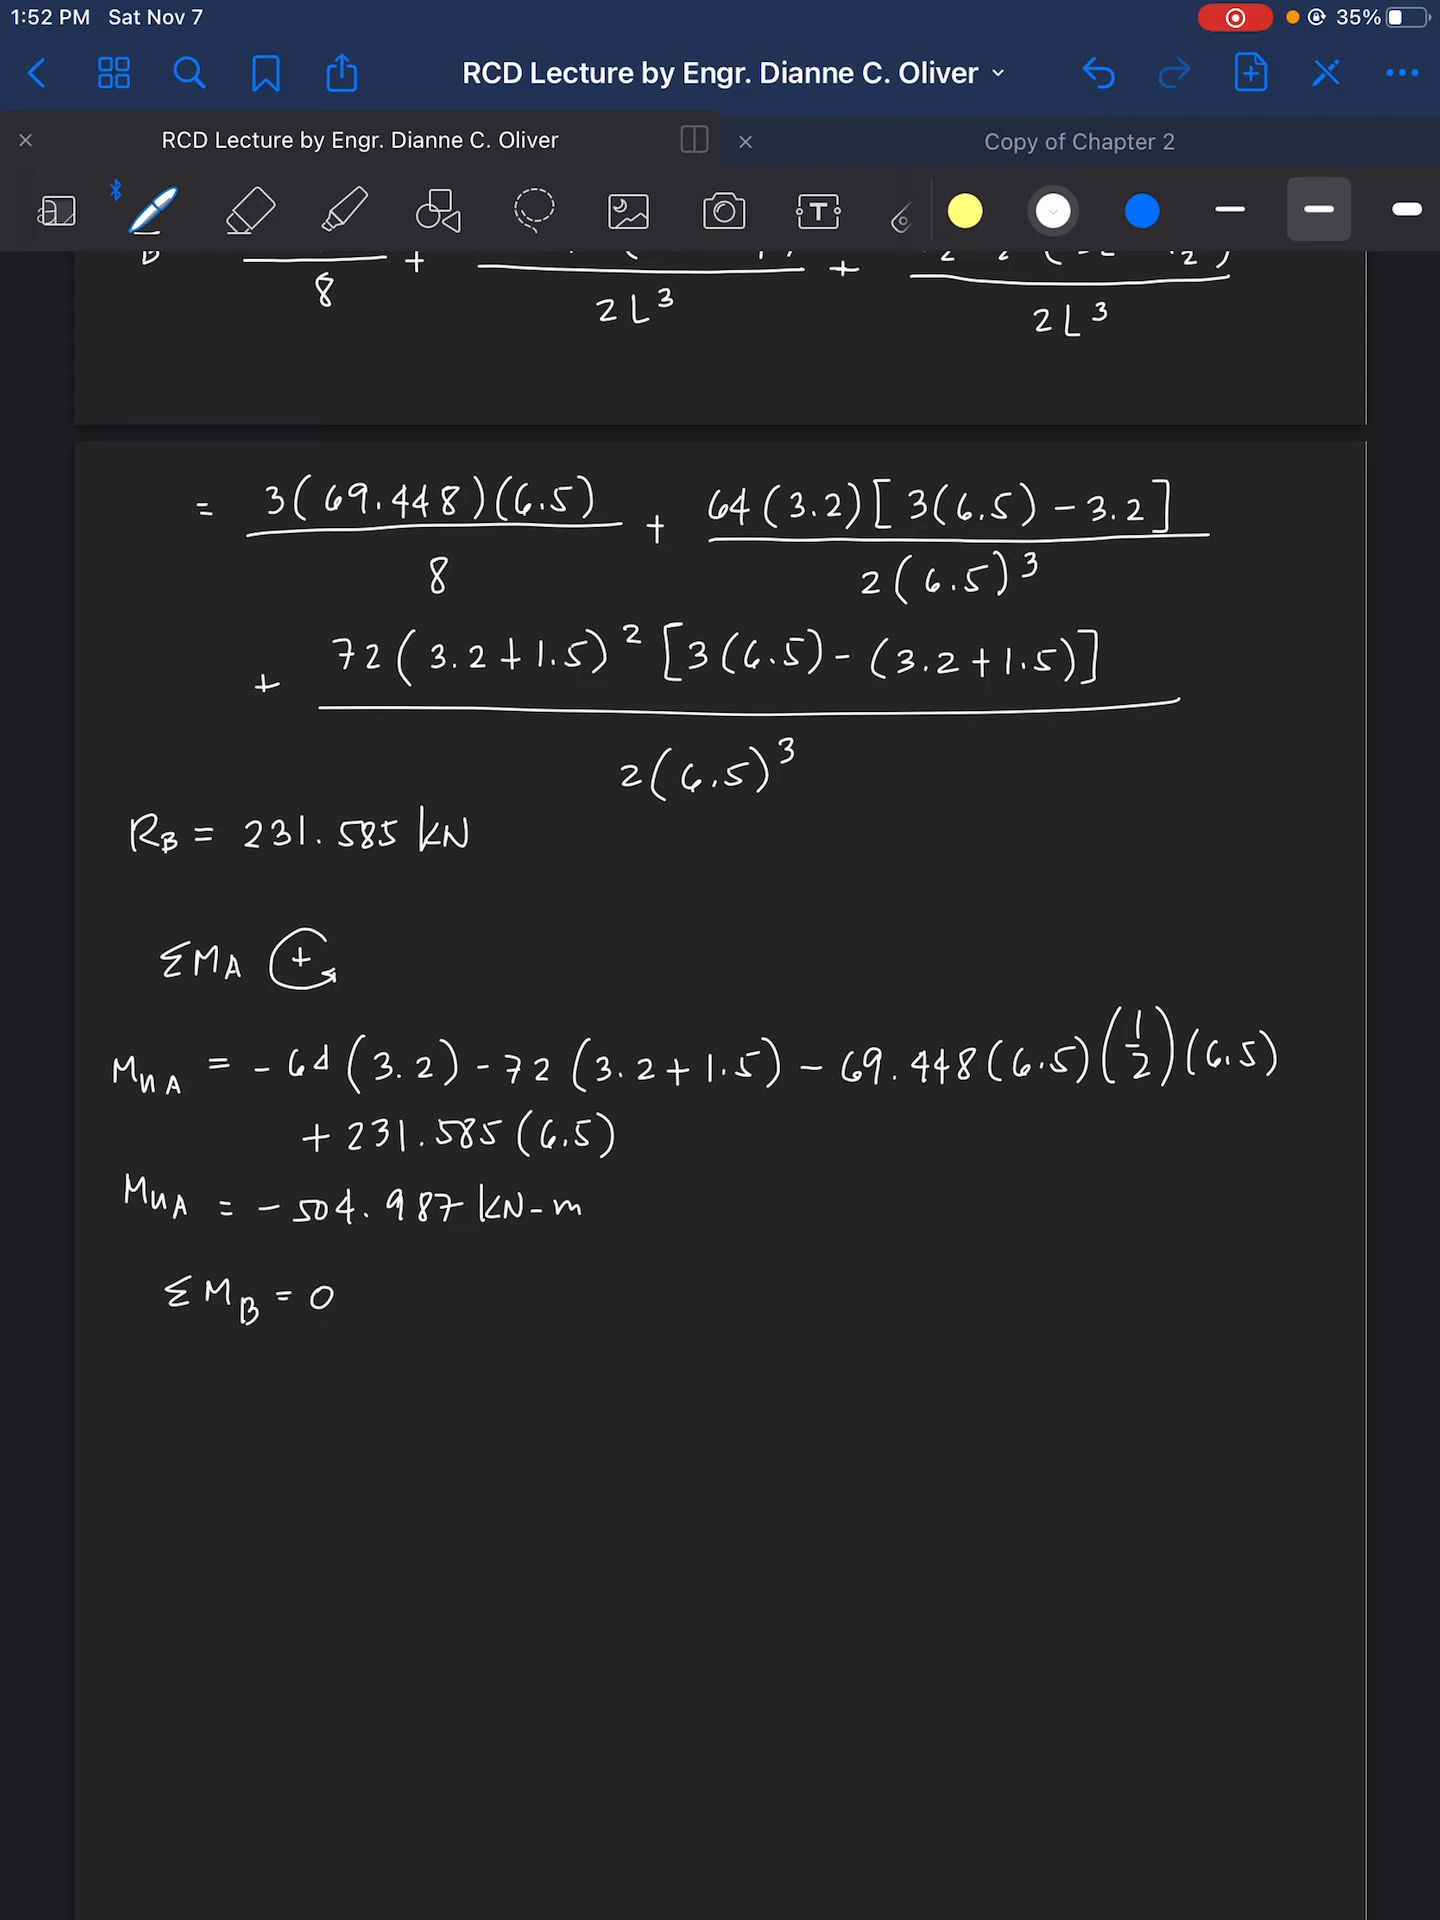 1:52 PM Sat Nov 7 35%
RCD Lecture by Engr. Dianne C. Oliver
RCD Lecture by Engr. Dianne C. Oliver
Copy of Chapter 2
T
8 + 2L³ + 2L³
= 3(69.448)(6.5) / 8 + 64(3.2)[3(6.5) - 3.2] / 2(6.5)³
+ 72(3.2+1.5)²[3(6.5) - (3.2+1.5)] / 2(6.5)³
R_B = 231.585 kN
ΣM_A (+)
M_uA = - 64(3.2) - 72(3.2+1.5) - 69.448(6.5)(1/2)(6.5)
+ 231.585(6.5)
M_uA = - 504.987 kN-m
ΣM_B = 0